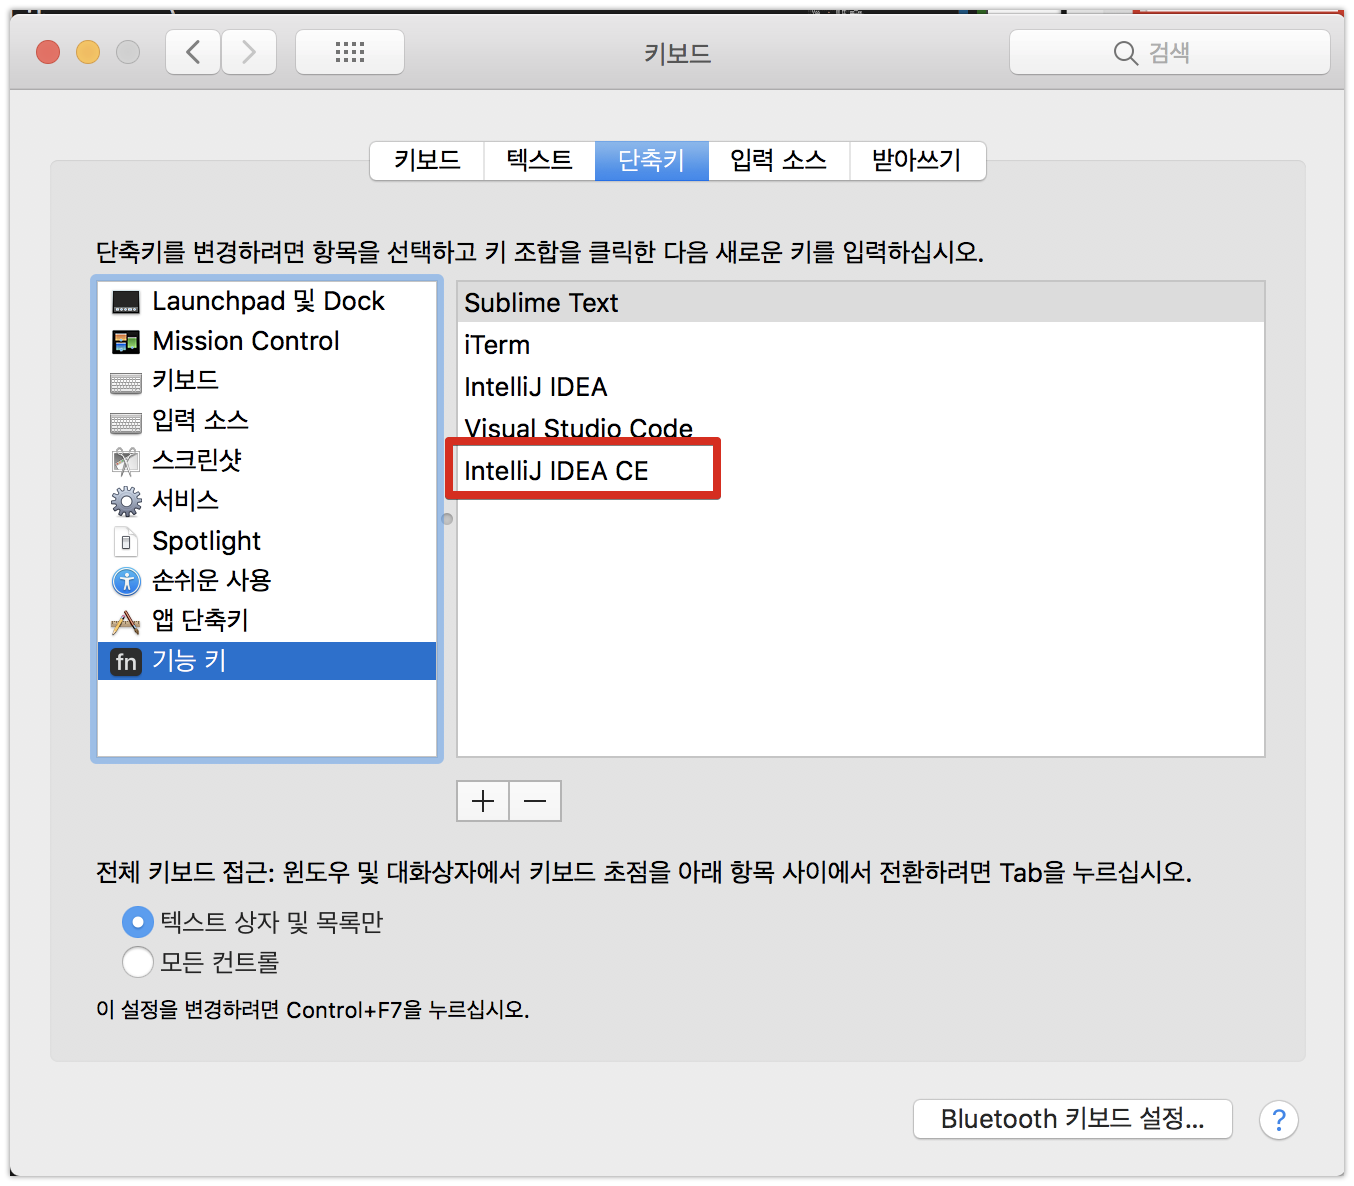 키보드
검색
키보드
텍스트
단축키
입력 소스
받아쓰기
단축키를 변경하려면 항목을 선택하고 키 조합을 클릭한 다음 새로운 키를 입력하십시오.
Launchpad 및 Dock
Mission Control
키보드
입력 소스
스크린샷
서비스
Spotlight
손쉬운 사용
앱 단축키
fn 기능 키
Sublime Text
iTerm
IntelliJ IDEA
Visual Studio Code
IntelliJ IDEA CE
전체 키보드 접근: 윈도우 및 대화상자에서 키보드 초점을 아래 항목 사이에서 전환하려면 Tab을 누르십시오.
텍스트 상자 및 목록만
모든 컨트롤
이 설정을 변경하려면 Control+F7을 누르십시오.
Bluetooth 키보드 설정...
?